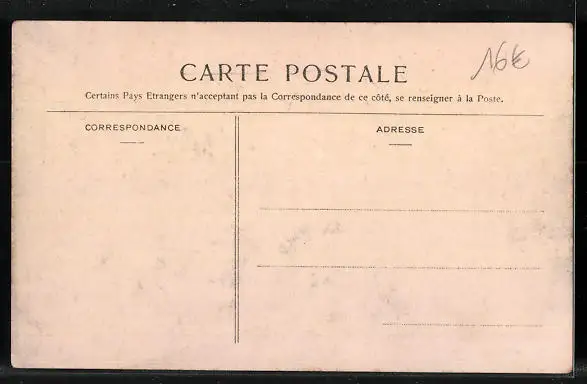 CARTE POSTALE
16€
Certains Pays Etrangers n'acceptant pas la Correspondance de ce côté, se renseigner à la Poste.
CORRESPONDANCE
ADRESSE